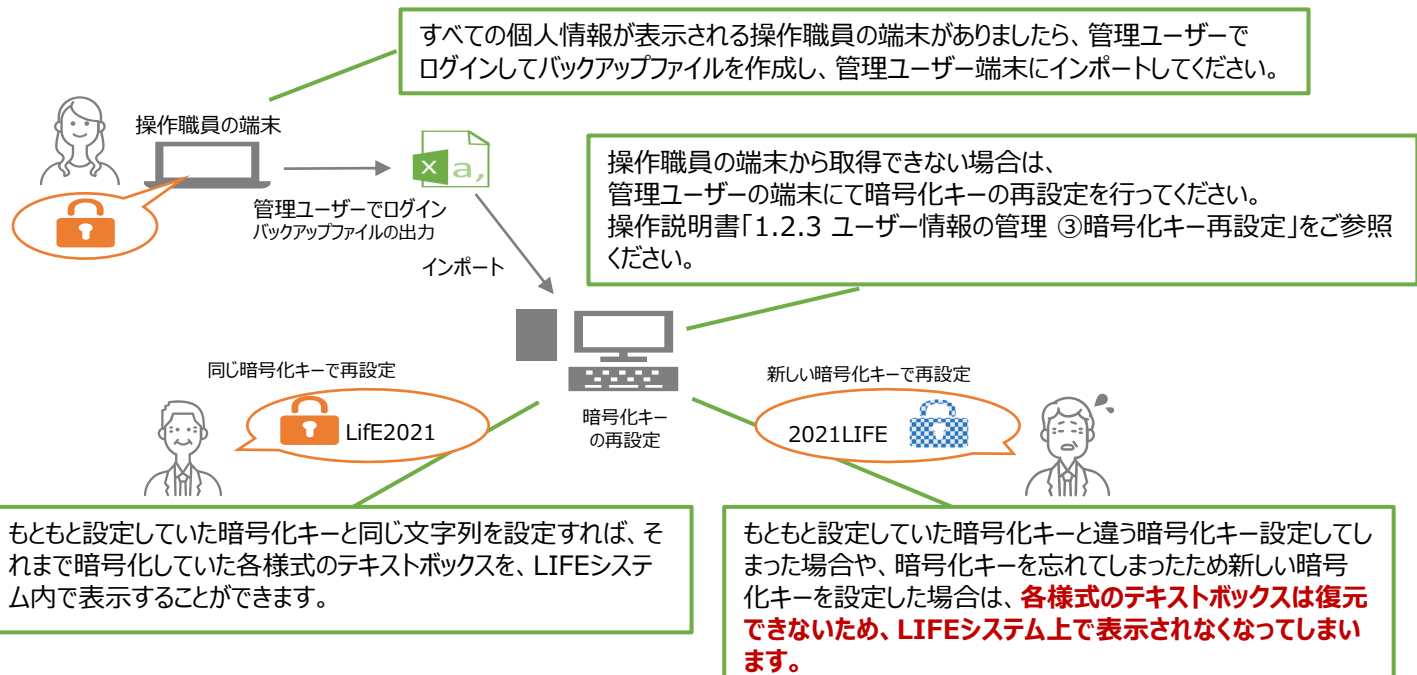 すべての個人情報が表示される操作職員の端末がありましたら、管理ユーザーで
ログインしてバックアップファイルを作成し、管理ユーザー端末にインポートしてください。
操作職員の端末
X a,
管理ユーザーでログイン
バックアップファイルの出力
インポート
操作職員の端末から取得できない場合は、
管理ユーザーの端末にて暗号化キーの再設定を行ってください。
操作説明書「1.2.3 ユーザー情報の管理 ③暗号化キー再設定」をご参照
ください。
同じ暗号化キーで再設定
LifE2021
暗号化キー
の再設定
新しい暗号化キーで再設定
2021LIFE
もともと設定していた暗号化キーと同じ文字列を設定すれば、そ
れまで暗号化していた各様式のテキストボックスを、LIFEシステ
ム内で表示することができます。
もともと設定していた暗号化キーと違う暗号化キー設定してし
まった場合や、暗号化キーを忘れてしまったため新しい暗号
化キーを設定した場合は、各様式のテキストボックスは復元
できないため、LIFEシステム上で表示されなくなってしまい
ます。